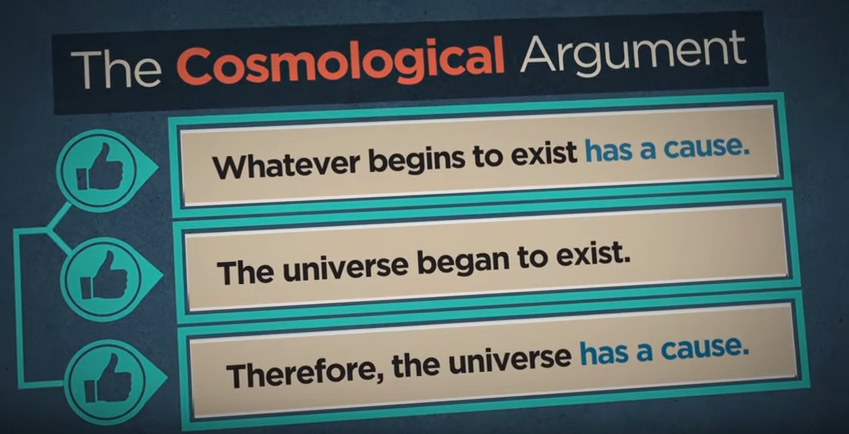 The Cosmological Argument
Whatever begins to exist has a cause.
The universe began to exist.
Therefore, the universe has a cause.